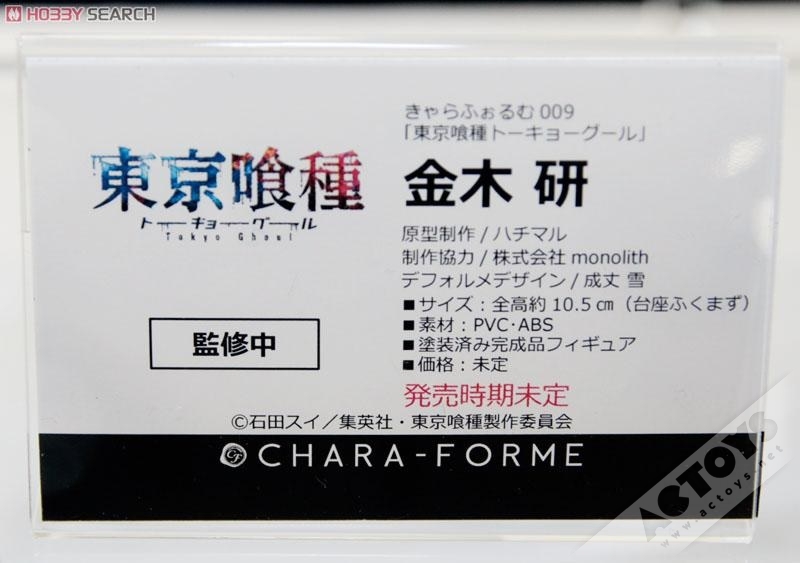 HOBBY SEARCH
東京喰種
トーキョーグール
Tokyo Ghoul
監修中
きゃらふぉるむ 009
「東京喰種トーキョーグール」
金木 研
原型制作 / ハチマル
制作協力 / 株式会社 monolith
デフォルメデザイン / 成丈 雪
■サイズ：全高約 10.5㎝（台座ふくまず）
■素材：PVC･ABS
■塗装済み完成品フィギュア
■価格：未定
発売時期未定
©石田スイ／集英社・東京喰種製作委員会
CF CHARA-FORME
ACTOYS
www.actoys.net